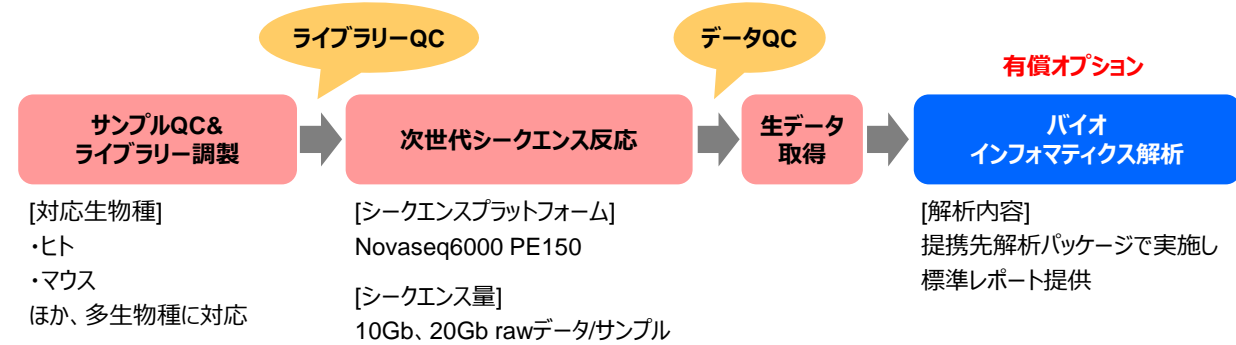 ライブラリーQC
データQC
有償オプション
サンプルQC&
ライブラリー調製
次世代シークエンス反応
生データ
取得
バイオ
インフォマティクス解析
[対応生物種]
・ヒト
・マウス
ほか、多生物種に対応
[シークエンスプラットフォーム]
Novaseq6000 PE150
[シークエンス量]
10Gb、20Gb rawデータ/サンプル
[解析内容]
提携先解析パッケージで実施し
標準レポート提供